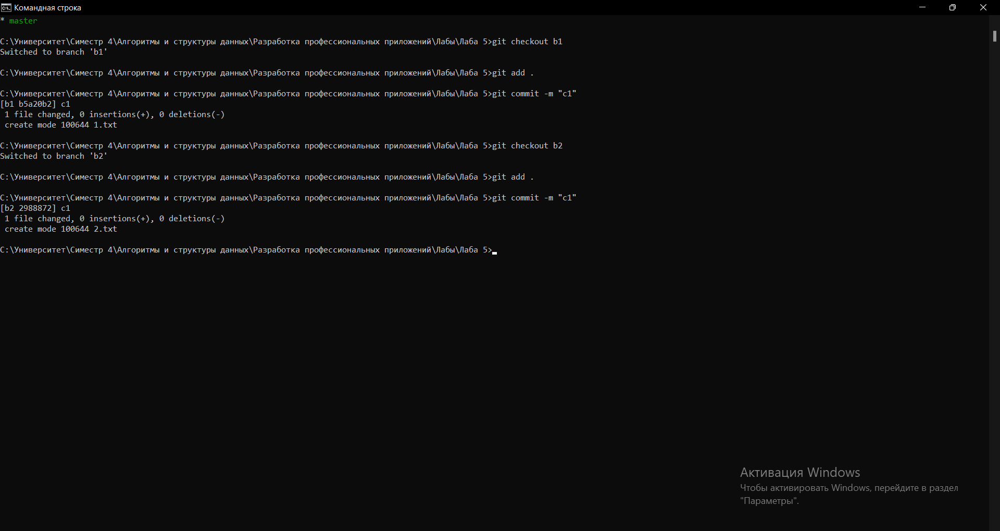 Командная строка
* master
C:\Университет\Симестр 4\Алгоритмы и структуры данных\Разработка профессиональных приложений\Лабы\Лаба 5>git checkout b1
Switched to branch 'b1'
C:\Университет\Симестр 4\Алгоритмы и структуры данных\Разработка профессиональных приложений\Лабы\Лаба 5>git add .
C:\Университет\Симестр 4\Алгоритмы и структуры данных\Разработка профессиональных приложений\Лабы\Лаба 5>git commit -m "c1"
[b1 b5a20b2] c1
1 file changed, 0 insertions(+), 0 deletions(-)
create mode 100644 1.txt
C:\Университет\Симестр 4\Алгоритмы и структуры данных\Разработка профессиональных приложений\Лабы\Лаба 5>git checkout b2
Switched to branch 'b2'
C:\Университет\Симестр 4\Алгоритмы и структуры данных\Разработка профессиональных приложений\Лабы\Лаба 5>git add .
C:\Университет\Симестр 4\Алгоритмы и структуры данных\Разработка профессиональных приложений\Лабы\Лаба 5>git commit -m "c1"
[b2 2988872] c1
1 file changed, 0 insertions(+), 0 deletions(-)
create mode 100644 2.txt
C:\Университет\Симестр 4\Алгоритмы и структуры данных\Разработка профессиональных приложений\Лабы\Лаба 5>
Активация Windows
Чтобы активировать Windows, перейдите в раздел
"Параметры".